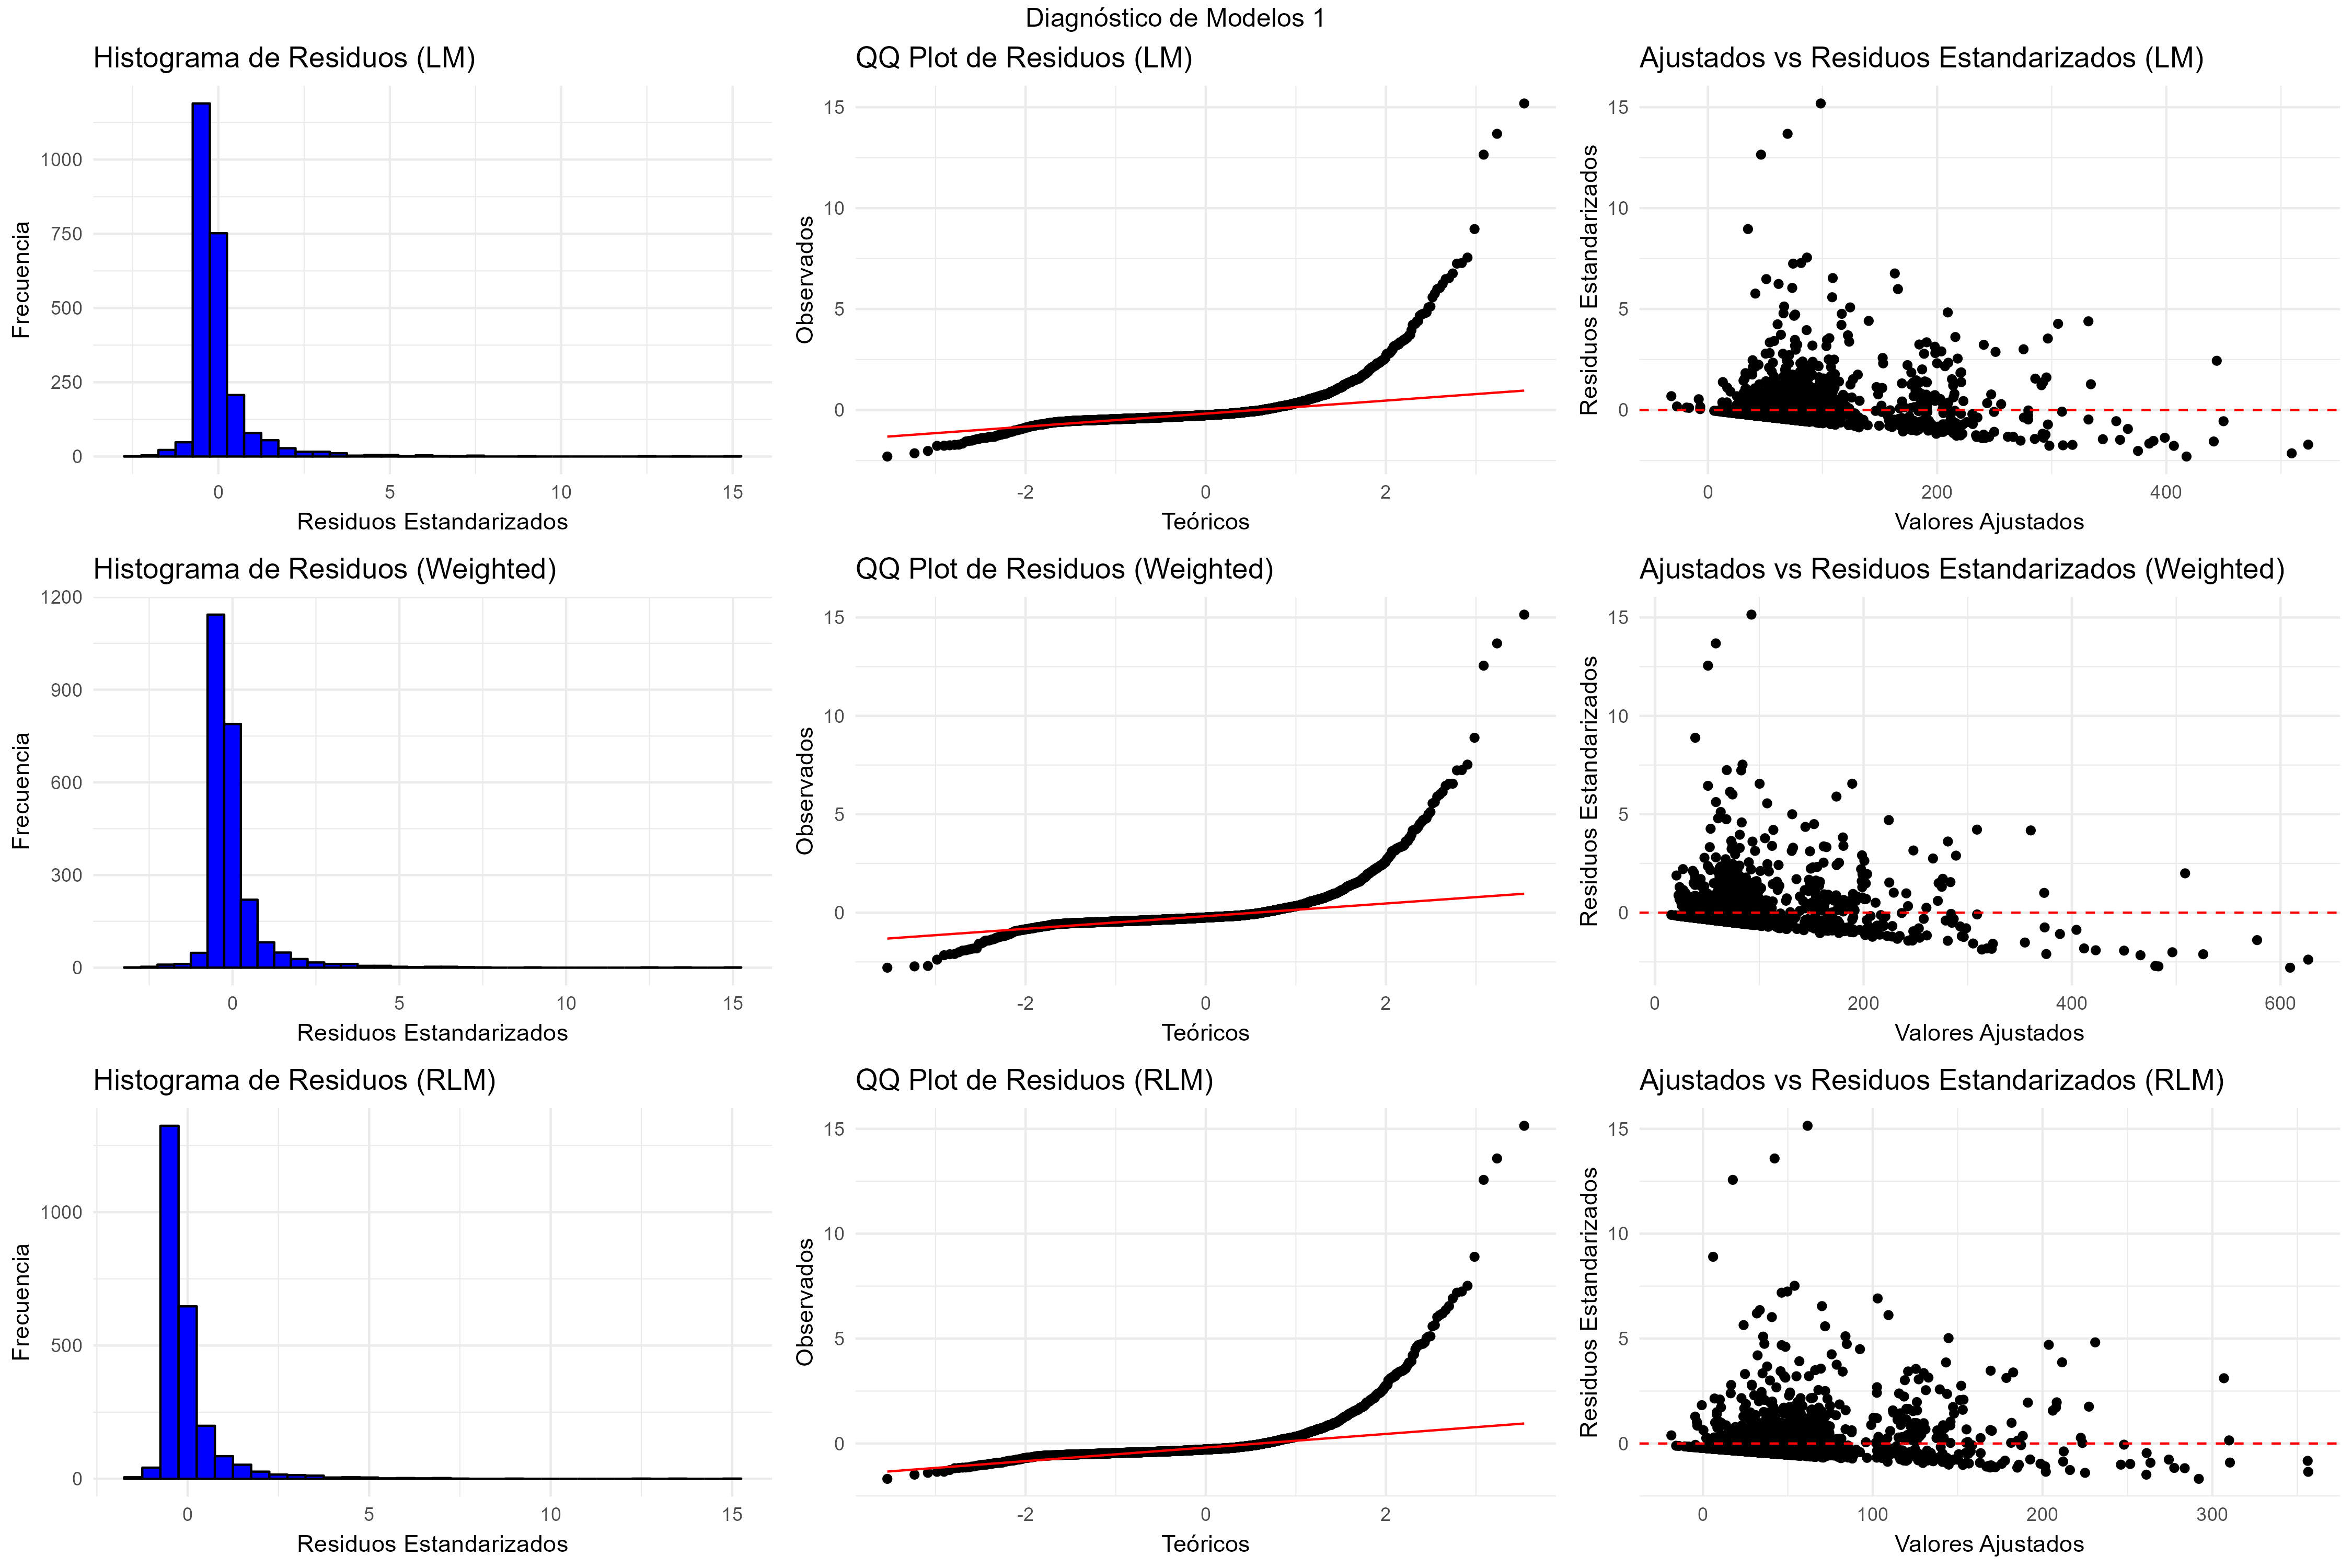 Diagnóstico de Modelos 1
Histograma de Residuos (LM)
Frecuencia
1000
750
500
250
0
0 5 10 15
Residuos Estandarizados
QQ Plot de Residuos (LM)
Observados
15
10
5
0
-2 0 2
Teóricos
Ajustados vs Residuos Estandarizados (LM)
Residuos Estandarizados
15
10
5
0
0 200 400
Valores Ajustados
Histograma de Residuos (Weighted)
Frecuencia
1200
900
600
300
0
0 5 10 15
Residuos Estandarizados
QQ Plot de Residuos (Weighted)
Observados
15
10
5
0
-2 0 2
Teóricos
Ajustados vs Residuos Estandarizados (Weighted)
Residuos Estandarizados
15
10
5
0
0 200 400 600
Valores Ajustados
Histograma de Residuos (RLM)
Frecuencia
1000
500
0
0 5 10 15
Residuos Estandarizados
QQ Plot de Residuos (RLM)
Observados
15
10
5
0
-2 0 2
Teóricos
Ajustados vs Residuos Estandarizados (RLM)
Residuos Estandarizados
15
10
5
0
0 100 200 300
Valores Ajustados